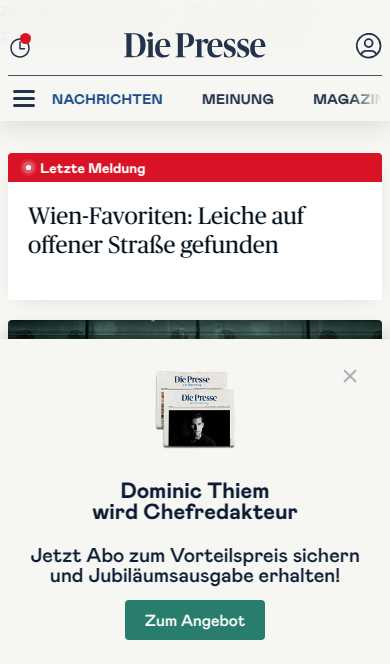 Die Presse
NACHRICHTEN MEINUNG MAGAZIN
Letzte Meldung
Wien-Favoriten: Leiche auf
offener Straße gefunden
Die Presse
Die Presse
Dominic Thiem
wird Chefredakteur
Jetzt Abo zum Vorteilspreis sichern
und Jubiläumsausgabe erhalten!
Zum Angebot